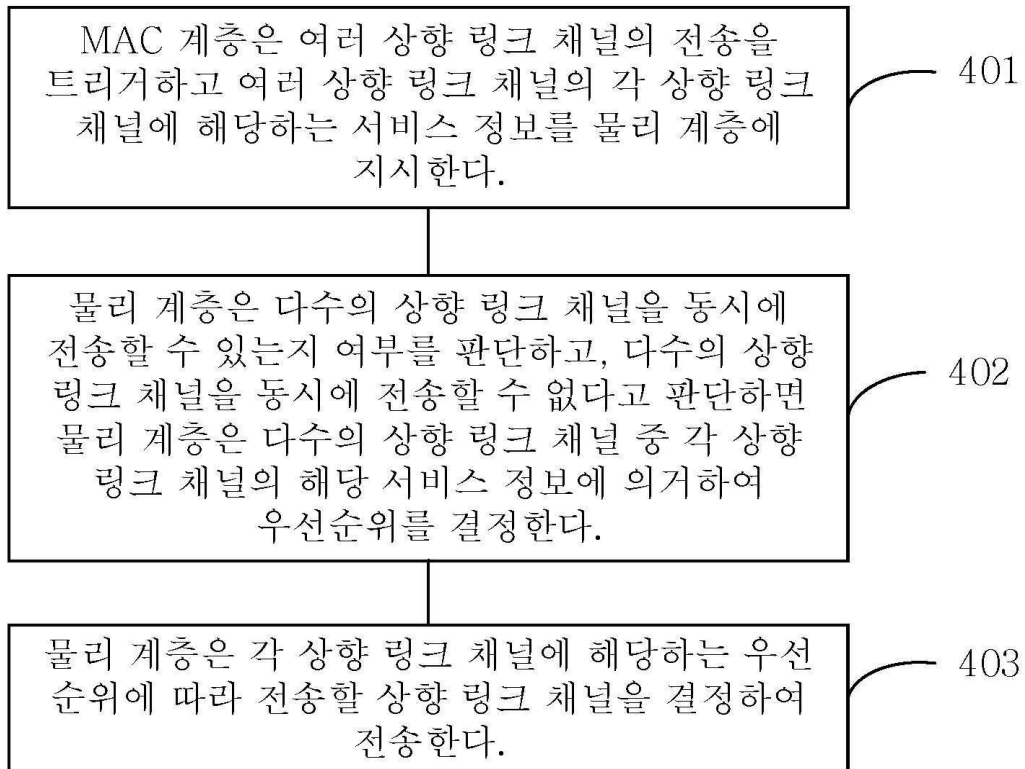 MAC 계층은 여러 상향 링크 채널의 전송을
트리거하고 여러 상향 링크 채널의 각 상향 링크
채널에 해당하는 서비스 정보를 물리 계층에
지시한다.
401
물리 계층은 다수의 상향 링크 채널을 동시에
전송할 수 있는지 여부를 판단하고, 다수의 상향
링크 채널을 동시에 전송할 수 없다고 판단하면
물리 계층은 다수의 상향 링크 채널 중 각 상향
링크 채널의 해당 서비스 정보에 의거하여
우선순위를 결정한다.
402
물리 계층은 각 상향 링크 채널에 해당하는 우선
순위에 따라 전송할 상향 링크 채널을 결정하여
전송한다.
403